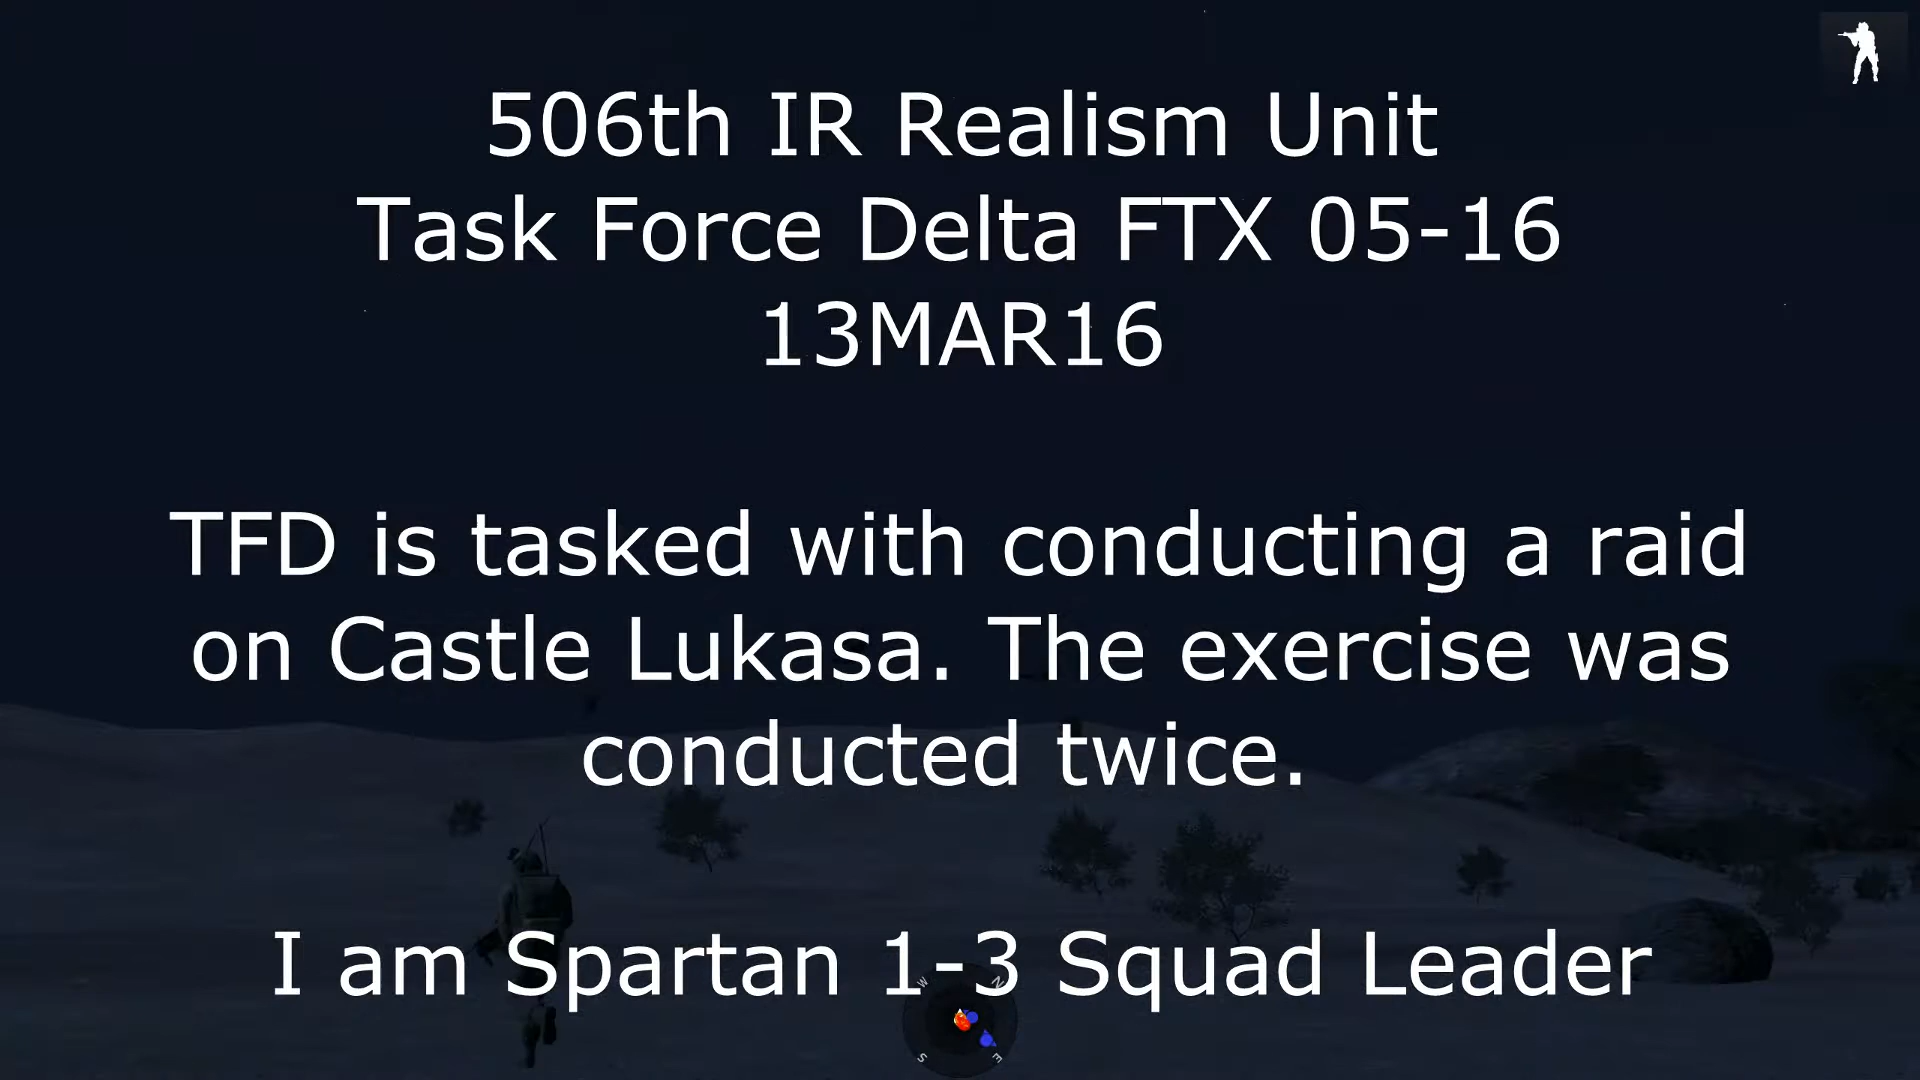 506th IR Realism Unit
Task Force Delta FTX 05-16
13MAR16
TFD is tasked with conducting a raid
on Castle Lukasa. The exercise was
conducted twice.
I am Spartan 1-3 Squad Leader
W
N
S
E